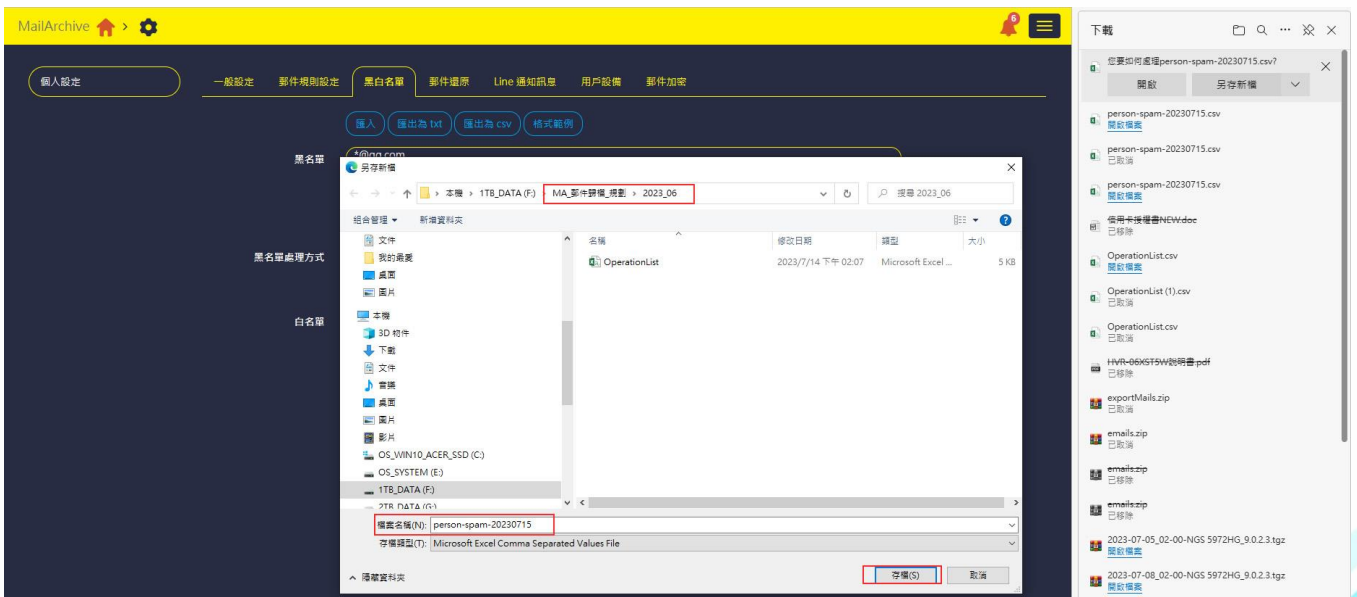 MailArchive
6
個人設定
一般設定 郵件規則設定 黑白名單 郵件還原 Line 通知訊息 用戶設備 郵件加密
匯入 匯出為 txt 匯出為 csv 格式範例
黑名單
*@qq.com
黑名單處理方式
白名單
另存新檔
本機 › 1TB_DATA (F:) MA_郵件歸檔_規劃 › 2023_06
搜尋 2023_06
組合管理 新增資料夾
名稱 修改日期 類型 大小
OperationList 2023/7/14 下午 02:07 Microsoft Excel ... 5 KB
文件
我的最愛
桌面
圖片
本機
3D 物件
下載
文件
音樂
桌面
圖片
影片
OS_WIN10_ACER_SSD (C:)
OS_SYSTEM (E:)
1TB_DATA (F:)
2TB_DATA (G:)
檔案名稱(N): person-spam-20230715
存檔類型(T): Microsoft Excel Comma Separated Values File
隱藏資料夾
存檔(S) 取消
下載
您要如何處理person-spam-20230715.csv?
開啟 另存新檔
person-spam-20230715.csv
開啟檔案
person-spam-20230715.csv
已取消
person-spam-20230715.csv
開啟檔案
信用卡授權書NEW.doc
已移除
OperationList.csv
開啟檔案
OperationList (1).csv
已取消
OperationList.csv
已取消
HVR-06XST5W說明書.pdf
已移除
exportMails.zip
已取消
emails.zip
已取消
emails.zip
已移除
emails.zip
已移除
2023-07-05_02-00-NGS 5972HG_9.0.2.3.tgz
開啟檔案
2023-07-08_02-00-NGS 5972HG_9.0.2.3.tgz
開啟檔案